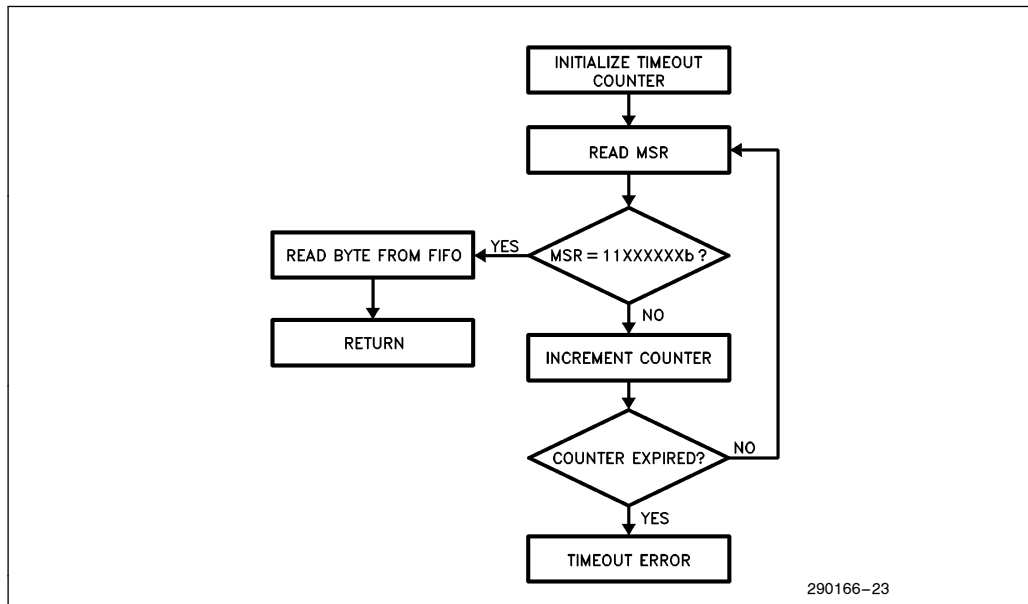 INITIALIZE TIMEOUT
COUNTER
READ MSR
MSR = 11XXXXXXb ?
YES
READ BYTE FROM FIFO
RETURN
NO
INCREMENT COUNTER
COUNTER EXPIRED?
NO
YES
TIMEOUT ERROR
290166–23